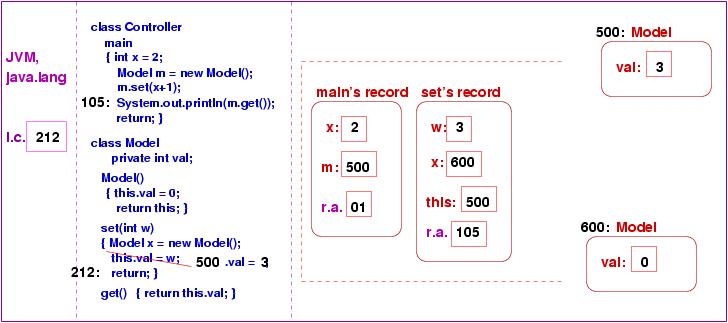 JVM,
java.lang
I.c. 212
class Controller
main
{ int x = 2;
Model m = new Model();
m.set(x+1);
105: System.out.println(m.get());
return; }
class Model
private int val;
Model()
{ this.val = 0;
return this; }
set(int w)
{ Model x = new Model();
this.val = w; 500 .val = 3;
212: return; }
get() { return this.val; }
main's record
x: 2
m: 500
r.a. 01
set's record
w: 3
x: 600
this: 500
r.a. 105
500: Model
val: 3
600: Model
val: 0